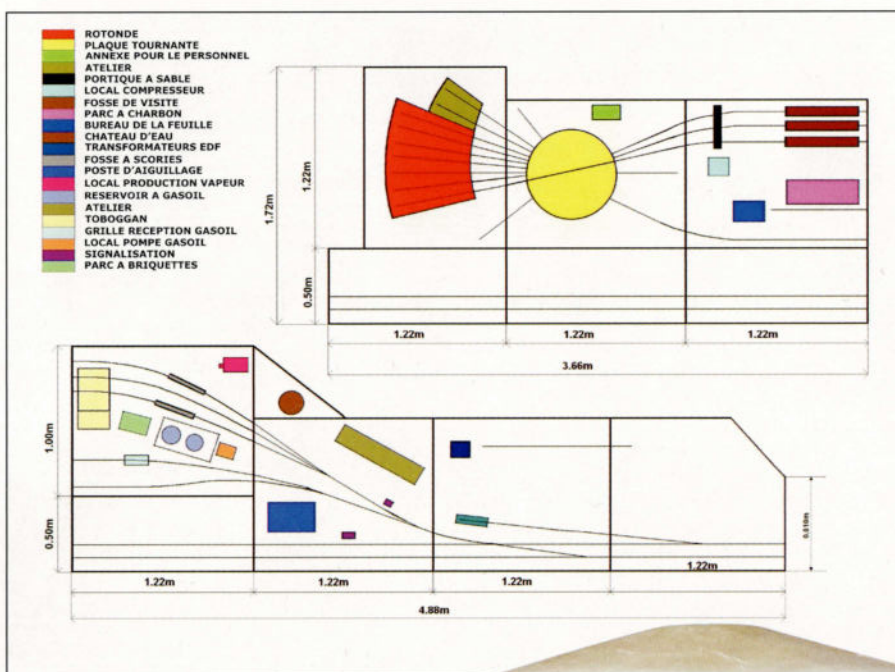 ROTONDE
PLAQUE TOURNANTE
ANNEXE POUR LE PERSONNEL
ATELIER
PORTIQUE A SABLE
LOCAL COMPRESSEUR
FOSSE DE VISITE
PARC A CHARBON
BUREAU DE LA FEUILLE
CHATEAU D'EAU
TRANSFORMATEURS EDF
FOSSE A SCORIES
POSTE D'AIGUILLAGE
LOCAL PRODUCTION VAPEUR
RESERVOIR A GASOIL
ATELIER
TOBOGGAN
GRILLE RECEPTION GASOIL
LOCAL POMPE GASOIL
SIGNALISATION
PARC A BRIQUETTES
1.72m
1.22m
0.50m
1.22m
1.22m
1.22m
3.66m
1.00m
0.50m
0.810m
1.22m
1.22m
1.22m
1.22m
4.88m